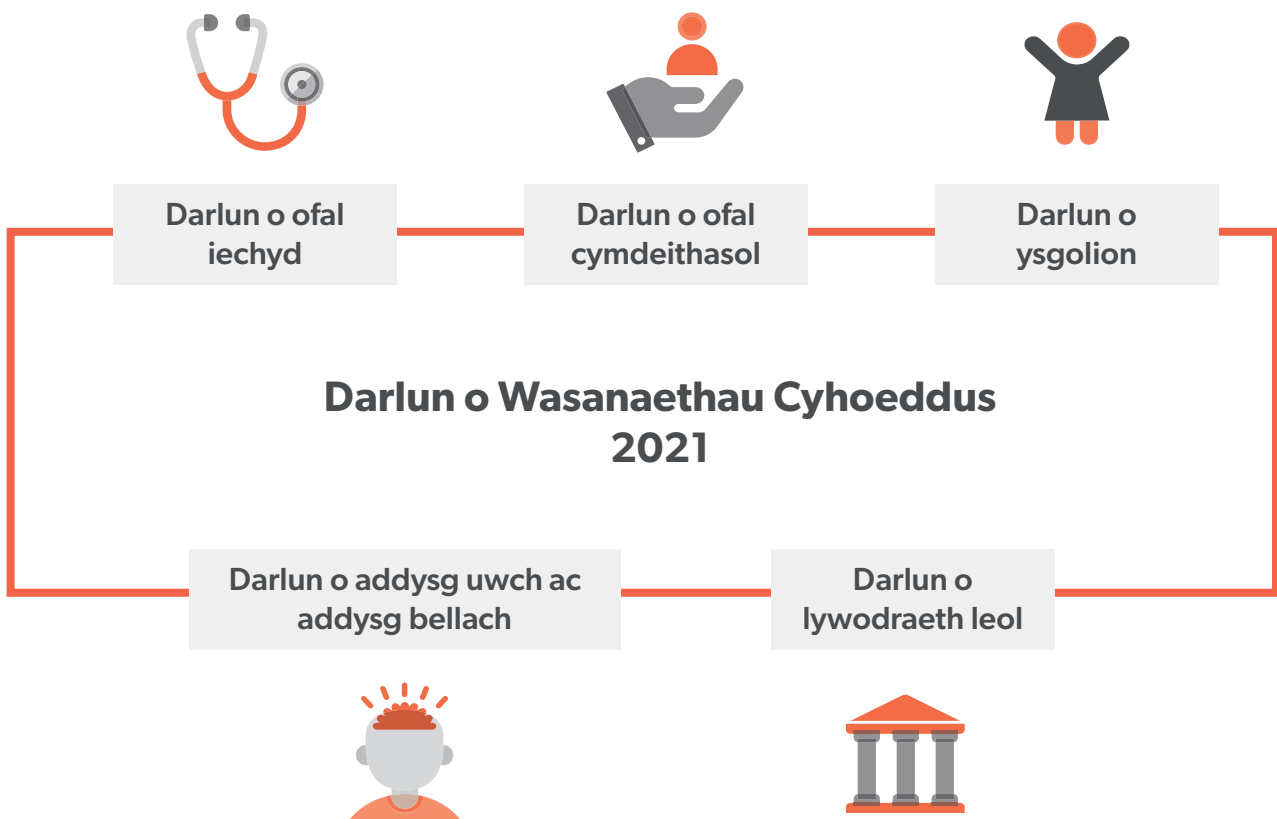 Darlun o ofal
iechyd
Darlun o ofal
cymdeithasol
Darlun o
ysgolion
Darlun o Wasanaethau Cyhoeddus
2021
Darlun o addysg uwch ac
addysg bellach
Darlun o
lywodraeth leol